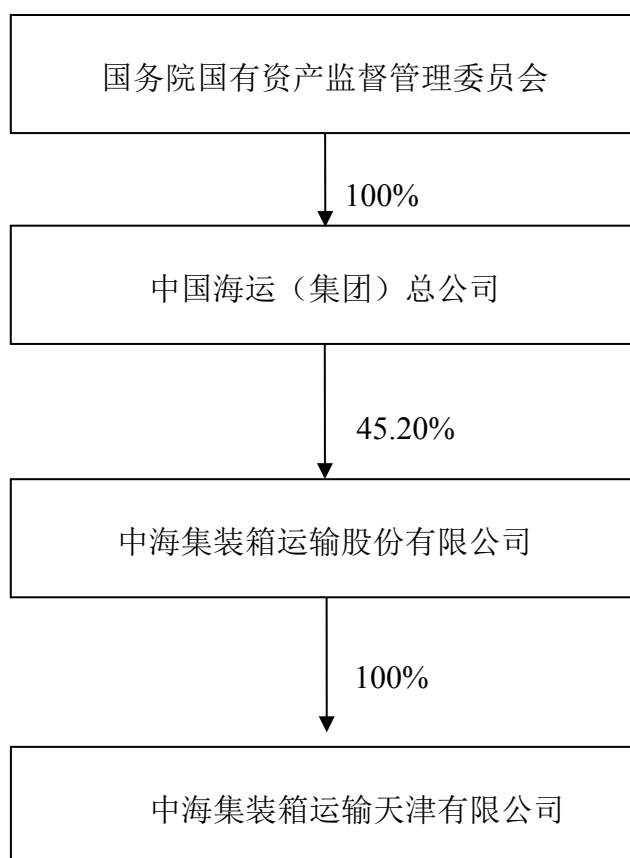 国务院国有资产监督管理委员会
100%
中国海运（集团）总公司
45.20%
中海集装箱运输股份有限公司
100%
中海集装箱运输天津有限公司